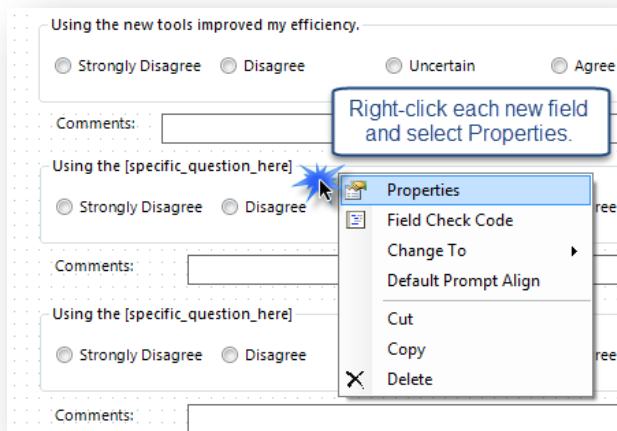 Using the new tools improved my efficiency.
Strongly Disagree Disagree Uncertain Agree
Comments:
Right-click each new field
and select Properties.
Using the [specific_question_here]
Strongly Disagree Disagree
Properties
Field Check Code
Change To
Default Prompt Align
Cut
Copy
Delete
Comments:
Using the [specific_question_here]
Strongly Disagree Disagree
Comments: